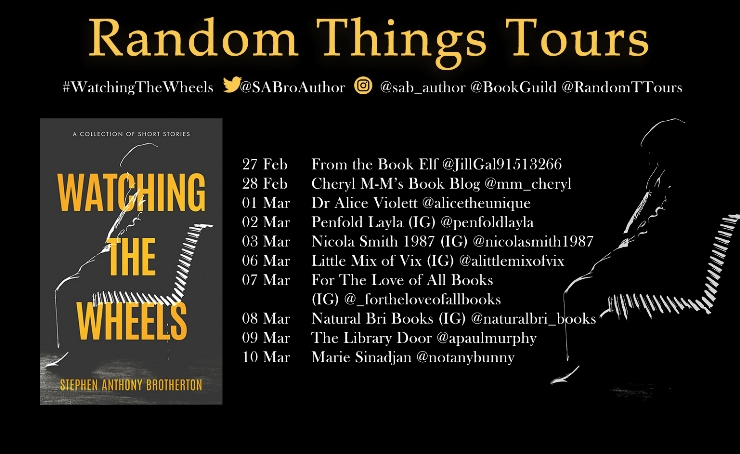 Random Things Tours
#WatchingTheWheels @SABroAuthor @sab_author @BookGuild @RandomTTours
A COLLECTION OF SHORT STORIES
WATCHING
THE
WHEELS
STEPHEN ANTHONY BROTHERTON
27 Feb From the Book Elf @JillGal91513266
28 Feb Cheryl M-M's Book Blog @mm_cheryl
01 Mar Dr Alice Violett @alicetheunique
02 Mar Penfold Layla (IG) @penfoldlayla
03 Mar Nicola Smith 1987 (IG) @nicolasmith1987
06 Mar Little Mix of Vix (IG) @alittlemixofvix
07 Mar For The Love of All Books
(IG) @_fortheloveofallbooks
08 Mar Natural Bri Books (IG) @naturalbri_books
09 Mar The Library Door @apaulmurphy
10 Mar Marie Sinadjan @notanybunny